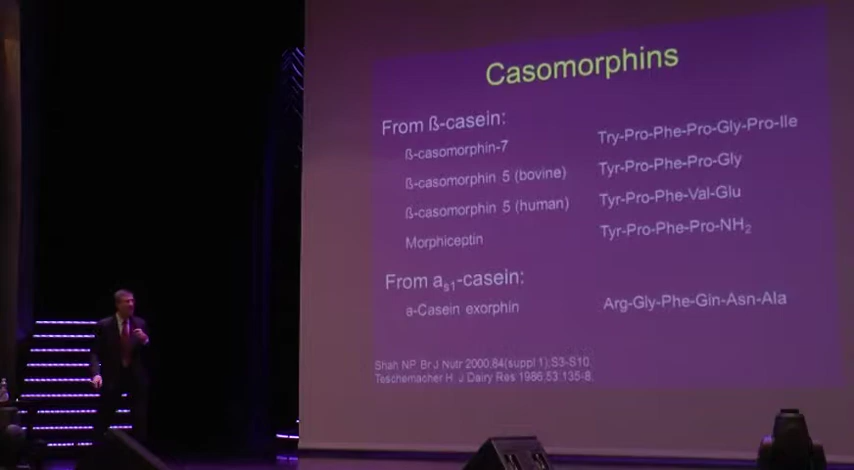 Casomorphins
From ß-casein:
ß-casomorphin-7 Try-Pro-Phe-Pro-Gly-Pro-Ile
ß-casomorphin 5 (bovine) Tyr-Pro-Phe-Pro-Gly
ß-casomorphin 5 (human) Tyr-Pro-Phe-Val-Glu
Morphiceptin Tyr-Pro-Phe-Pro-NH₂
From aₛ₁-casein:
a-Casein exorphin Arg-Gly-Phe-Gin-Asn-Ala
Shah NP. Br J Nutr 2000.84(suppl 1).S3-S10.
Teschemacher H. J Dairy Res 1986.53.135-8.